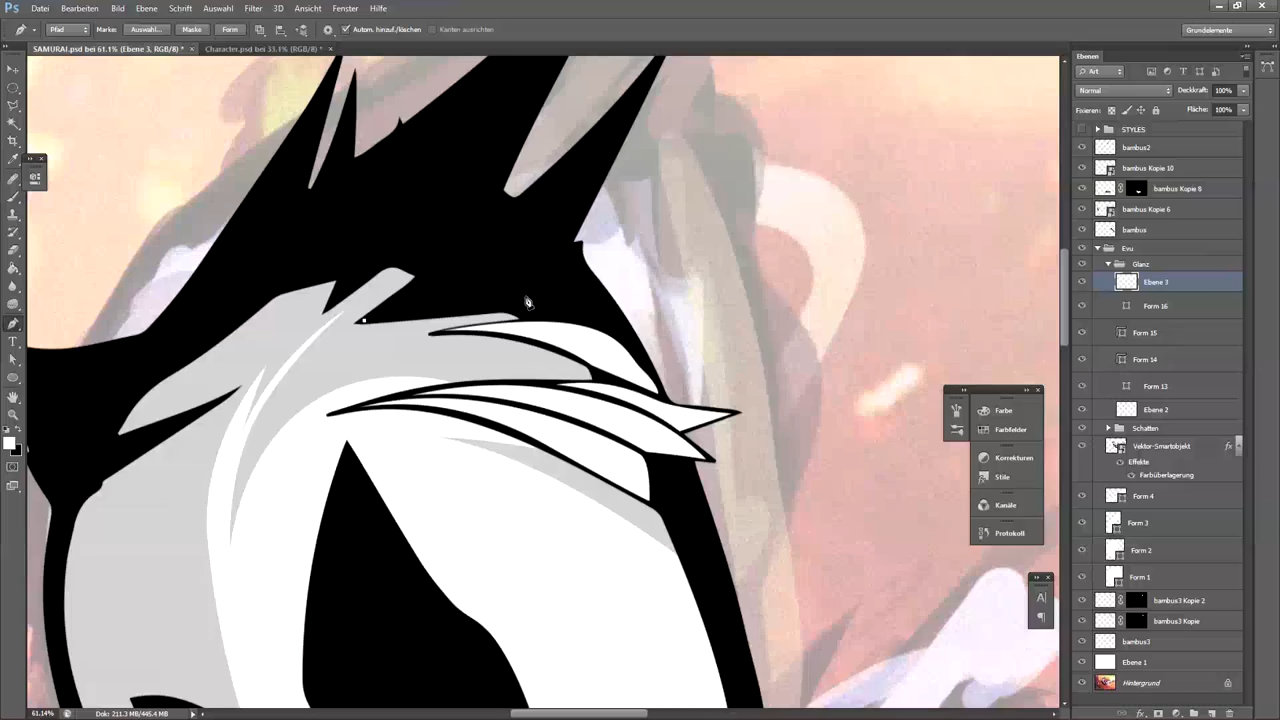 Ps Datei Bearbeiten Bild Ebene Schrift Auswahl Filter 3D Ansicht Fenster Hilfe
Pfad Marke: Auswahl... Maske Form Autom. hinzuf./löschen Kanten ausrichten Grundelemente
SAMURAI.psd bei 61.1% (Ebene 3, RGB/8) * × Character.psd bei 33.1% (RGB/8) * ×
Ebenen
Art
Normal Deckkraft: 100%
Fixieren: Fläche: 100%
STYLES
bambus2
bambus Kopie 10
bambus Kopie 8
bambus Kopie 6
bambus
Evu
Glanz
Ebene 3
Form 16
Form 15
Form 14
Form 13
Ebene 2
Schatten
Vektor-Smartobjekt fx
Effekte
Farbüberlagerung
Form 4
Form 3
Form 2
Form 1
bambus3 Kopie 2
bambus3 Kopie
bambus3
Ebene 1
Hintergrund
Farbe
Farbfelder
Korrekturen
Stile
Kanäle
Protokoll
A
61.14% Dok: 211.3 MB/445.4 MB